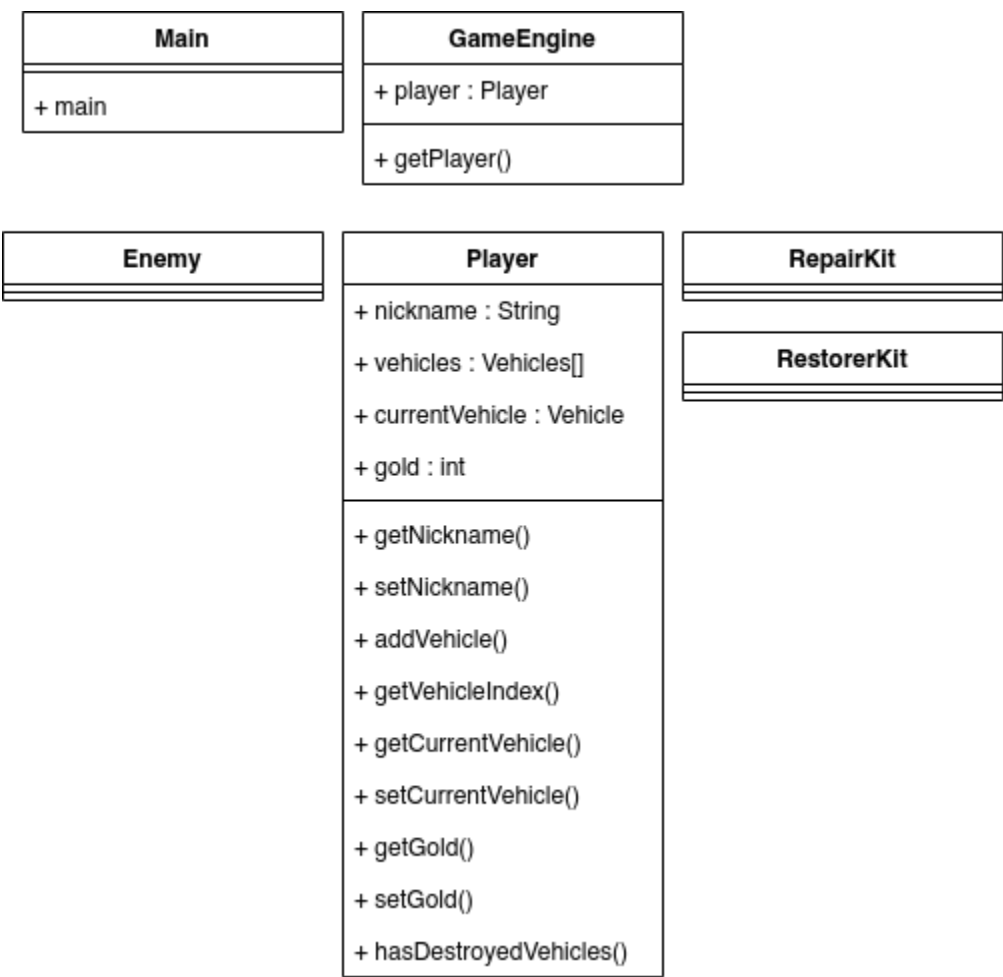 Main
+ main
GameEngine
+ player : Player
+ getPlayer()
Enemy
Player
+ nickname : String
+ vehicles : Vehicles[]
+ currentVehicle : Vehicle
+ gold : int
+ getNickname()
+ setNickname()
+ addVehicle()
+ getVehicleIndex()
+ getCurrentVehicle()
+ setCurrentVehicle()
+ getGold()
+ setGold()
+ hasDestroyedVehicles()
RepairKit
RestorerKit